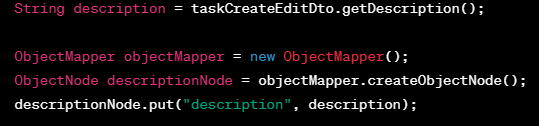 String description = taskCreateEditDto.getDescription();
ObjectMapper objectMapper = new ObjectMapper();
ObjectNode descriptionNode = objectMapper.createObjectNode();
descriptionNode.put("description", description);